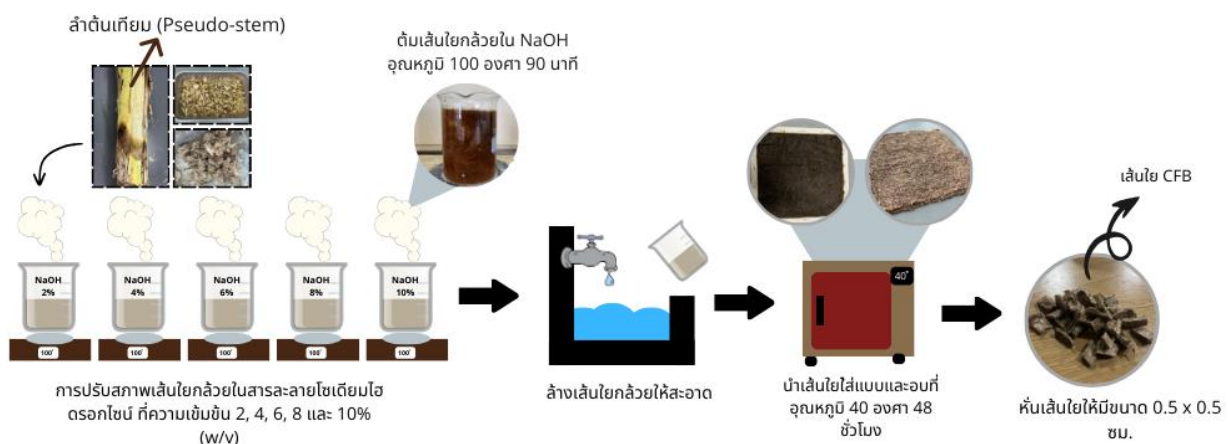 ลำต้นเทียม (Pseudo-stem)
ต้มเส้นใยกล้วยใน NaOH
อุณหภูมิ 100 องศา 90 นาที
เส้นใย CFB
NaOH
2%
NaOH
4%
NaOH
6%
NaOH
8%
NaOH
10%
40°
100°
100°
100°
100°
100°
การปรับสภาพเส้นใยกล้วยในสารละลายโซเดียมไฮ
ดรอกไซน์ ที่ความเข้มข้น 2, 4, 6, 8 และ 10%
(w/v)
ล้างเส้นใยกล้วยให้สะอาด
นำเส้นใยใส่แบบและอบที่
อุณหภูมิ 40 องศา 48
ชั่วโมง
หั่นเส้นใยให้มีขนาด 0.5 x 0.5
ซม.